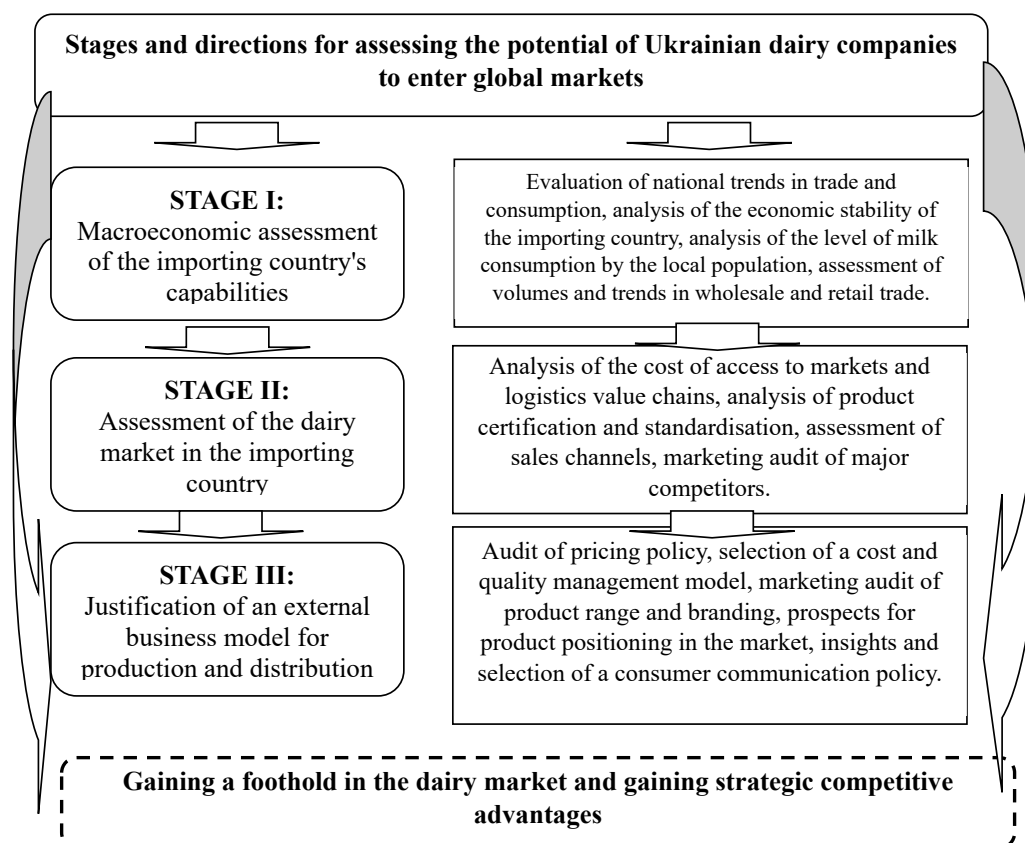 Stages and directions for assessing the potential of Ukrainian dairy companies
to enter global markets
STAGE I:
Macroeconomic assessment
of the importing country's
capabilities
Evaluation of national trends in trade and
consumption, analysis of the economic stability of
the importing country, analysis of the level of milk
consumption by the local population, assessment of
volumes and trends in wholesale and retail trade.
STAGE II:
Assessment of the dairy
market in the importing
country
Analysis of the cost of access to markets and
logistics value chains, analysis of product
certification and standardisation, assessment of
sales channels, marketing audit of major
competitors.
STAGE III:
Justification of an external
business model for
production and distribution
Audit of pricing policy, selection of a cost and
quality management model, marketing audit of
product range and branding, prospects for
product positioning in the market, insights and
selection of a consumer communication policy.
Gaining a foothold in the dairy market and gaining strategic competitive
advantages